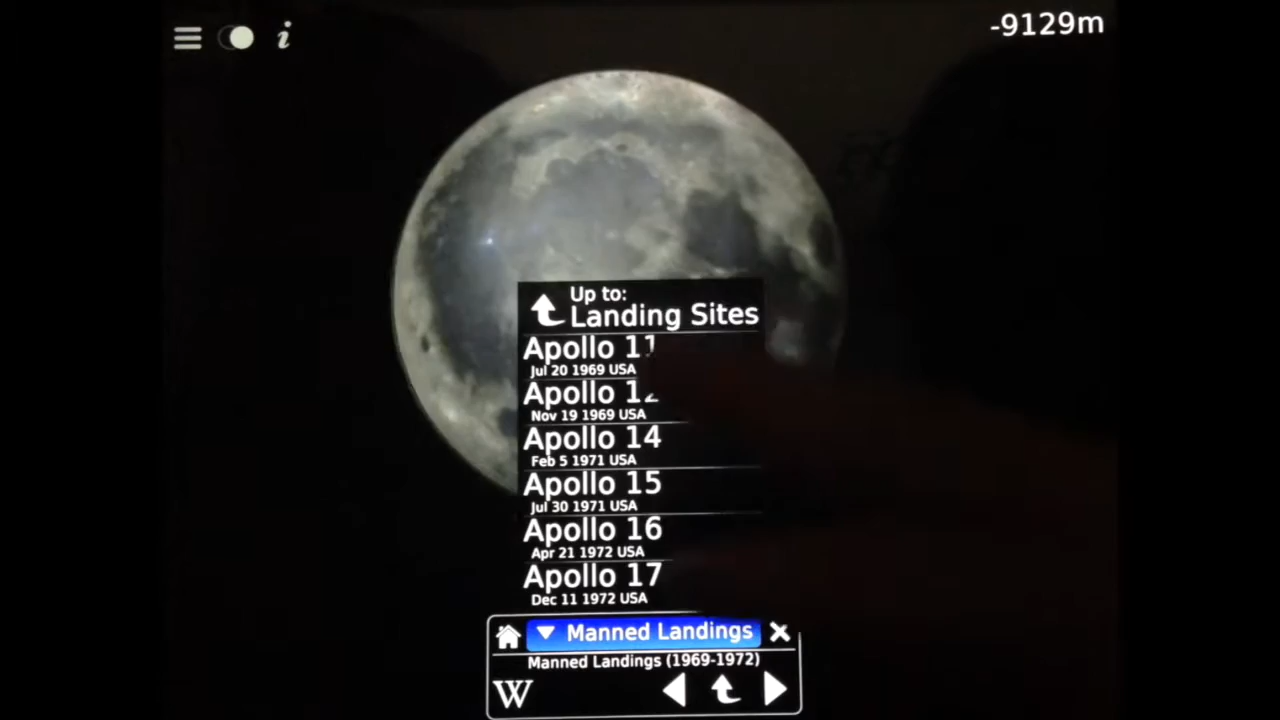 i
-9129m
Up to:
Landing Sites
Apollo 11
Jul 20 1969 USA
Apollo 12
Nov 19 1969 USA
Apollo 14
Feb 5 1971 USA
Apollo 15
Jul 30 1971 USA
Apollo 16
Apr 21 1972 USA
Apollo 17
Dec 11 1972 USA
Manned Landings
Manned Landings (1969-1972)
W